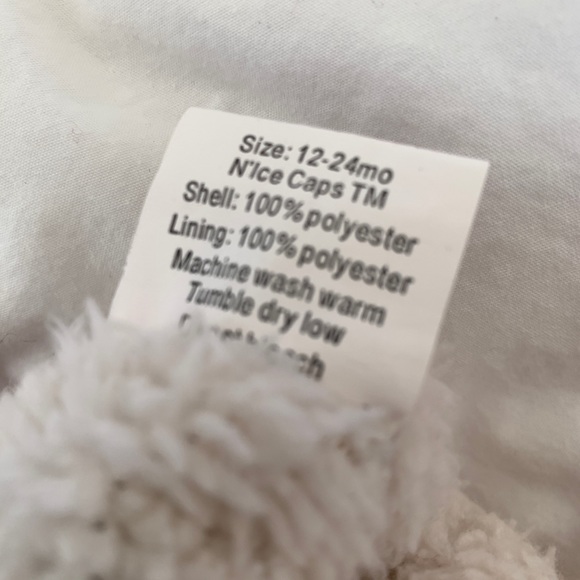 Size: 12-24mo
N'Ice Caps TM
Shell: 100% polyester
Lining: 100% polyester
Machine wash warm
Tumble dry low